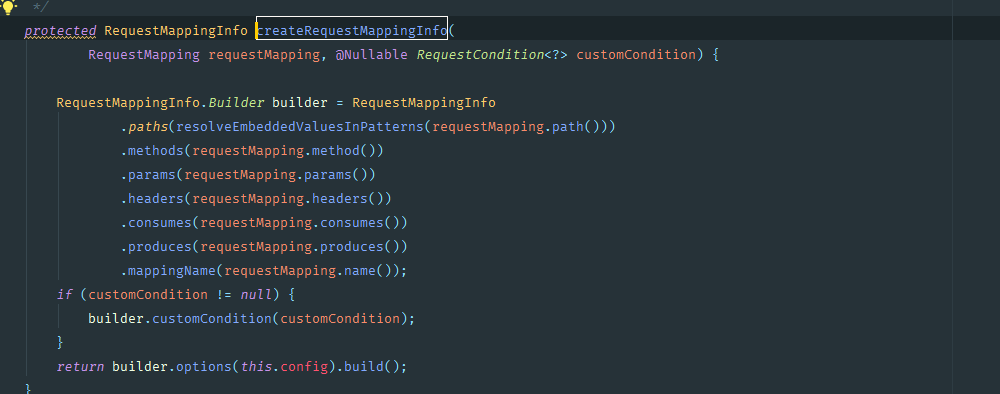 */
protected RequestMappingInfo createRequestMappingInfo(
        RequestMapping requestMapping, @Nullable RequestCondition<?> customCondition) {
    RequestMappingInfo.Builder builder = RequestMappingInfo
            .paths(resolveEmbeddedValuesInPatterns(requestMapping.path()))
            .methods(requestMapping.method())
            .params(requestMapping.params())
            .headers(requestMapping.headers())
            .consumes(requestMapping.consumes())
            .produces(requestMapping.produces())
            .mappingName(requestMapping.name());
    if (customCondition != null) {
        builder.customCondition(customCondition);
    }
    return builder.options(this.config).build();
}